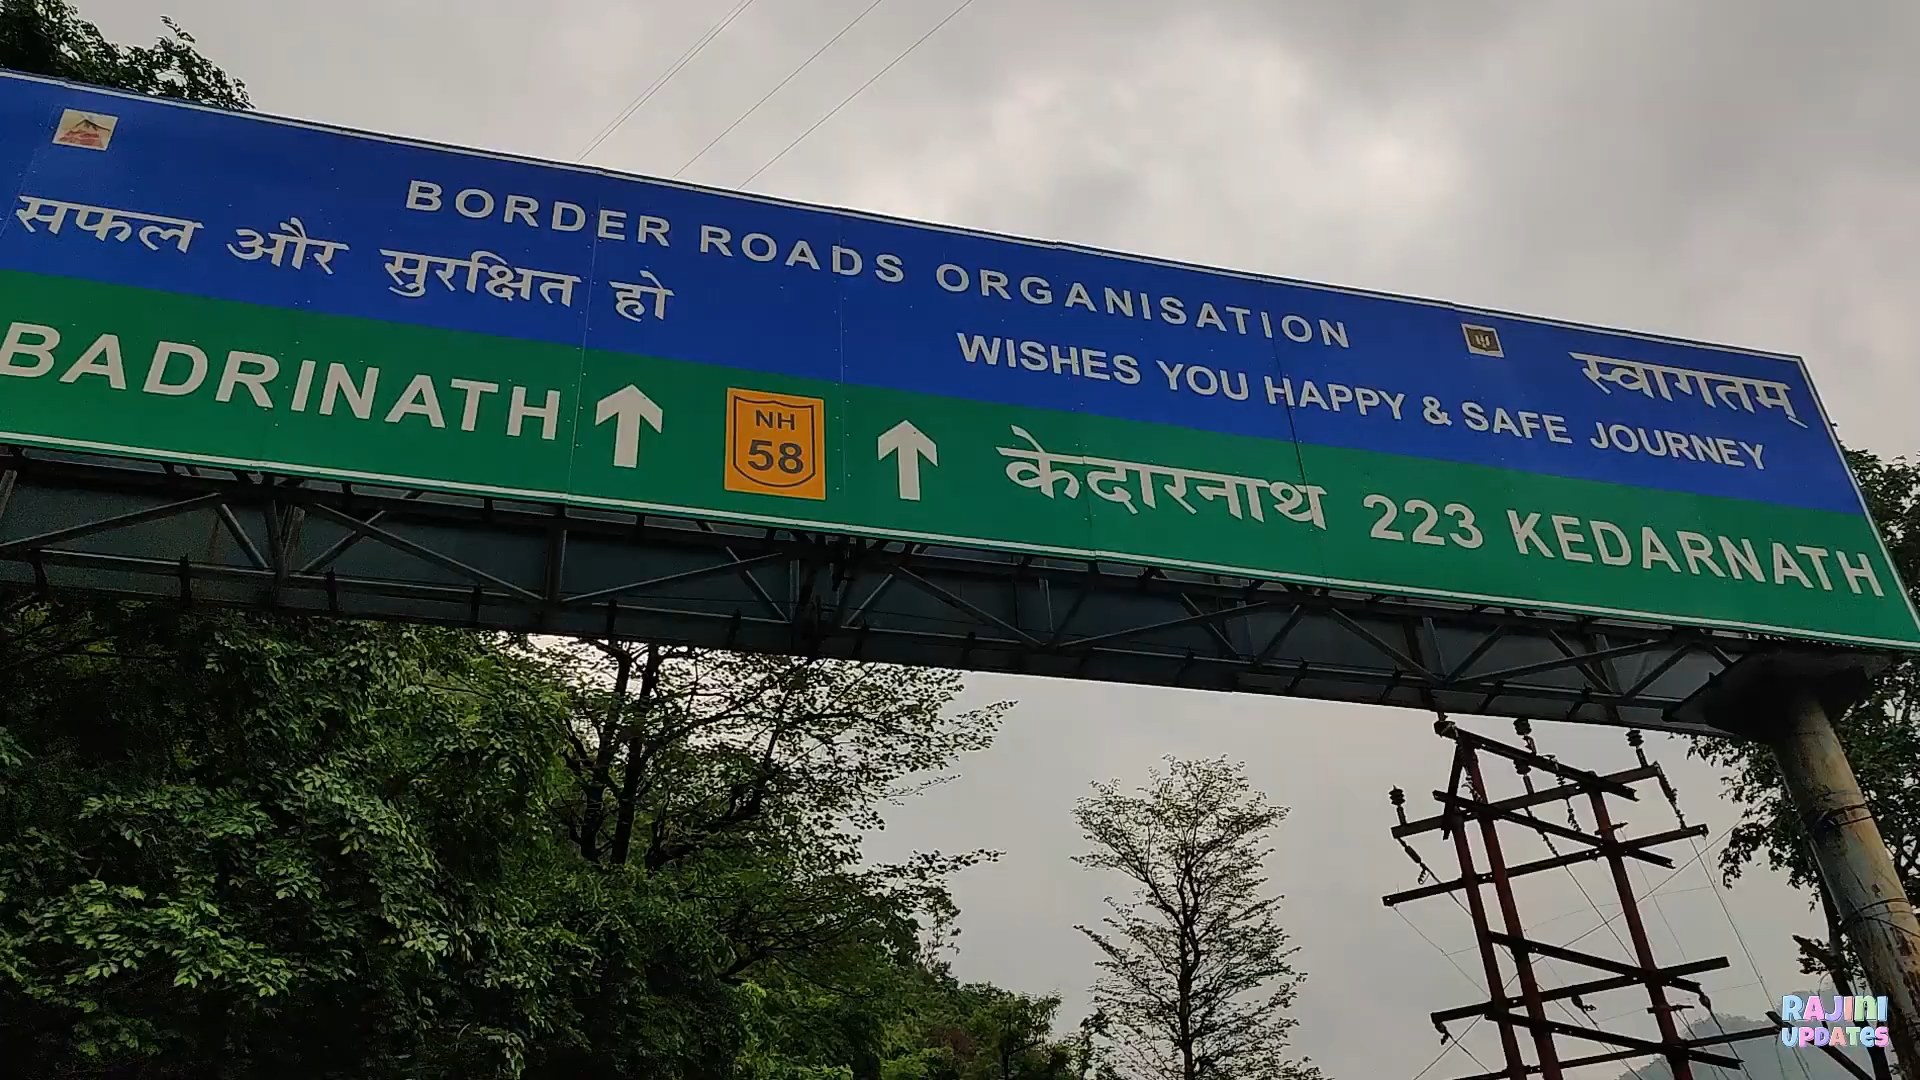 BORDER ROADS ORGANISATION
सफल और सुरक्षित हो
WISHES YOU HAPPY & SAFE JOURNEY
स्वागतम्
BADRINATH
NH
58
केदारनाथ 223 KEDARNATH
RAJINI
UPDATES